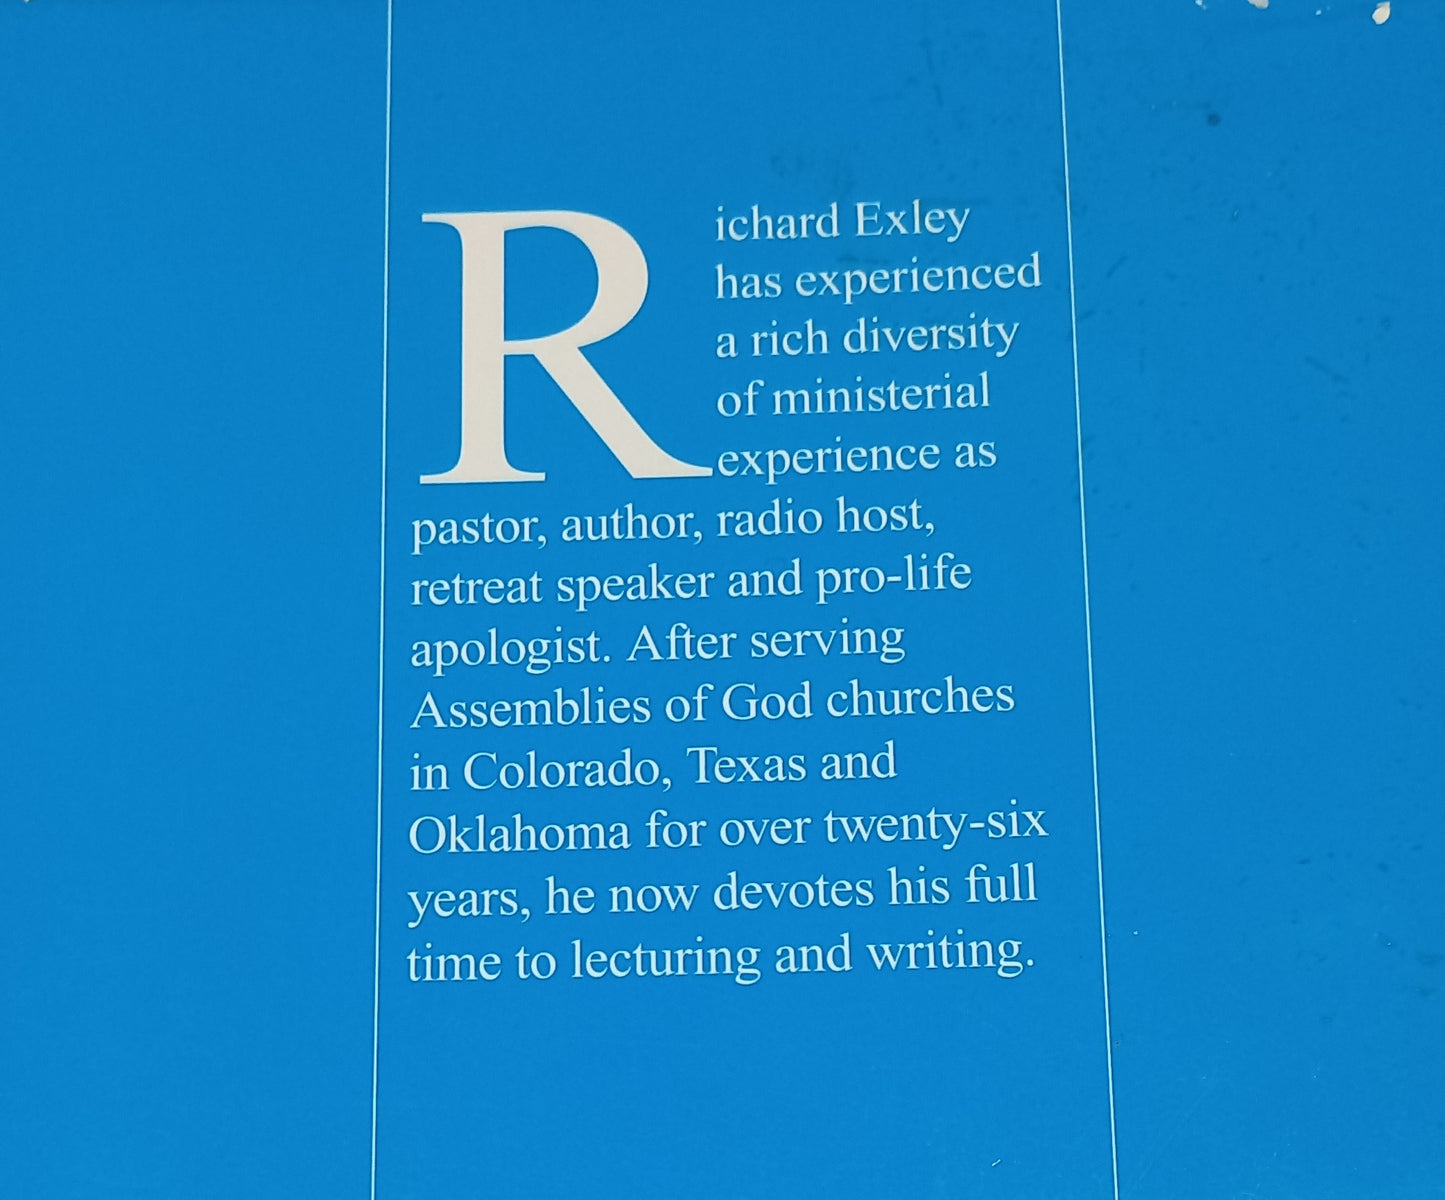 Richard Exley
has experienced
a rich diversity
of ministerial
experience as
pastor, author, radio host,
retreat speaker and pro-life
apologist. After serving
Assemblies of God churches
in Colorado, Texas and
Oklahoma for over twenty-six
years, he now devotes his full
time to lecturing and writing.